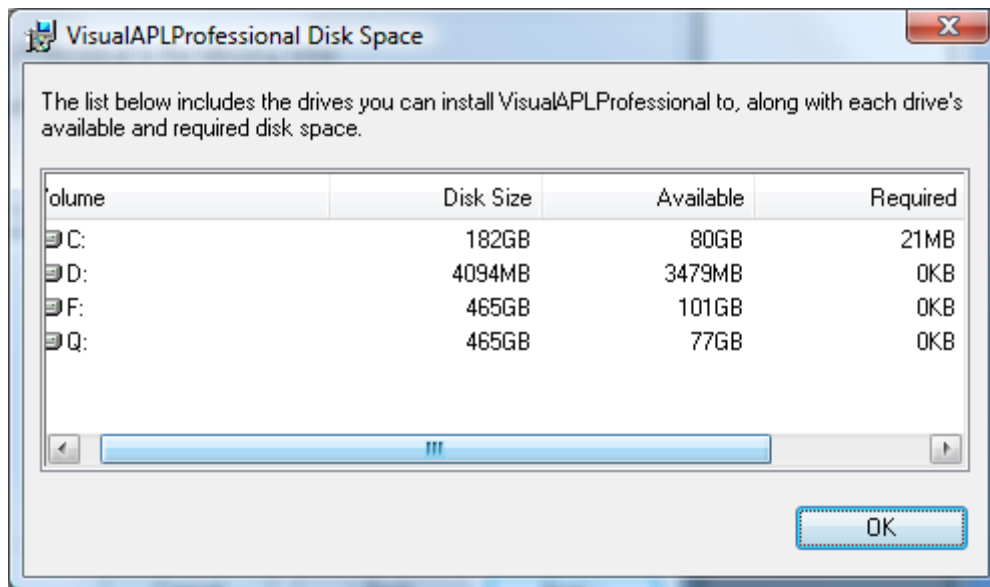 VisualAPLProfessional Disk Space
The list below includes the drives you can install VisualAPLProfessional to, along with each drive's
available and required disk space.
olume Disk Size Available Required
C: 182GB 80GB 21MB
D: 4094MB 3479MB 0KB
F: 465GB 101GB 0KB
Q: 465GB 77GB 0KB
OK